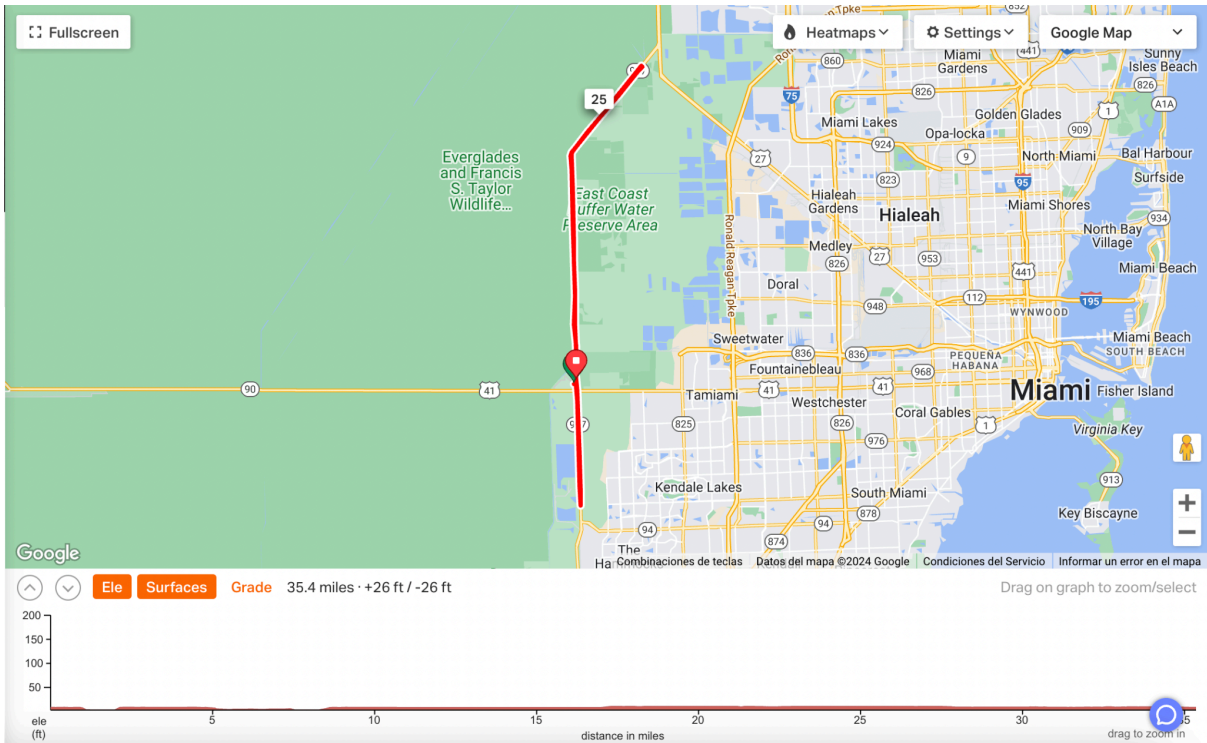 Fullscreen
Heatmaps
Settings
Google Map
852
Tpke
Miami
Gardens
441
Sunny
Isles Beach
860
826
826
75
A1A
25
Golden Glades
1
Miami Lakes
909
Opa-locka
924
9
North Miami
Bal Harbour
27
Surfside
Everglades
and Francis
S. Taylor
Wildlife...
823
95
Hialeah
Gardens
Miami Shores
East Coast
Buffer Water
Preserve Area
Hialeah
934
North Bay
Village
Ronald Reagan Tpke
Medley
826
27
953
441
Miami Beach
Doral
112
195
948
WYNWOOD
Sweetwater
Miami Beach
SOUTH BEACH
836
836
PEQUEÑA
HABANA
Fountainebleau
968
90
41
41
41
Miami
Fisher Island
Tamiami
Westchester
Coral Gables
825
826
1
Virginia Key
976
913
Kendale Lakes
South Miami
878
Key Biscayne
94
94
874
The
Google
Combinaciones de teclas
Datos del mapa ©2024 Google
Condiciones del Servicio
Informar un error en el mapa
Ele
Surfaces
Grade
35.4 miles · +26 ft / -26 ft
Drag on graph to zoom/select
200
150
100
50
ele
(ft)
5
10
15
20
25
30
35
distance in miles
drag to zoom in